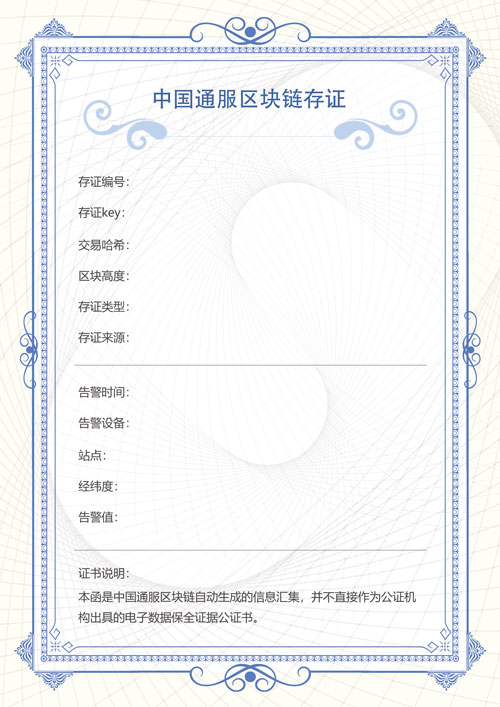 中国通服区块链存证
存证编号：
存证key：
交易哈希：
区块高度：
存证类型：
存证来源：
告警时间：
告警设备：
站点：
经纬度：
告警值：
证书说明：
本函是中国通服区块链自动生成的信息汇集，并不直接作为公证机
构出具的电子数据保全证据公证书。